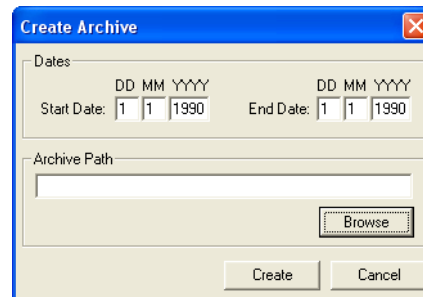 Create Archive
Dates
DD MM YYYY DD MM YYYY
Start Date: 1 1 1990 End Date: 1 1 1990
Archive Path
Browse
Create Cancel